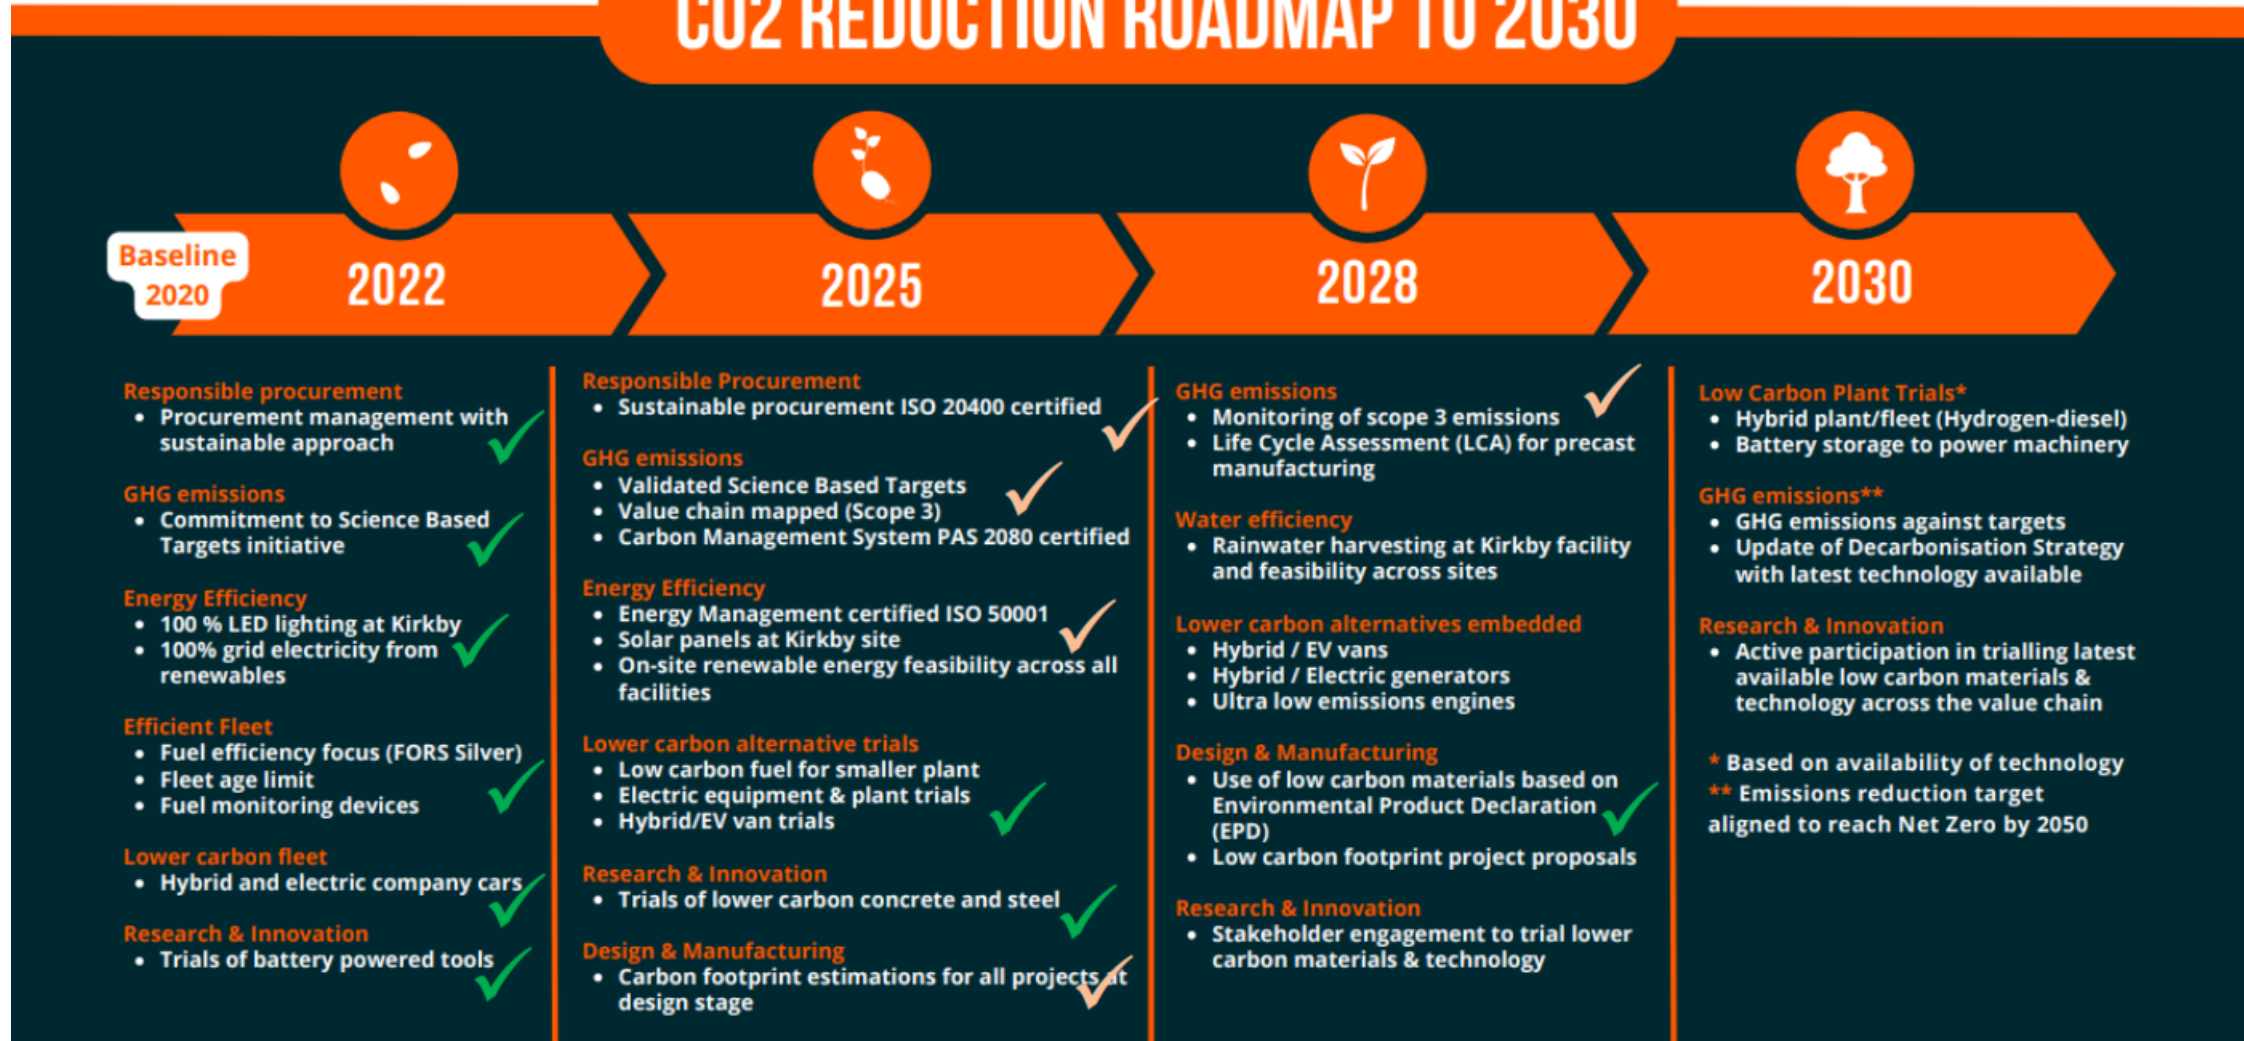 CO2 REDUCTION ROADMAP TO 2030
Baseline
2020
2022
2025
2028
2030
Responsible procurement
• Procurement management with
sustainable approach
GHG emissions
• Commitment to Science Based
Targets initiative
Energy Efficiency
• 100 % LED lighting at Kirkby
• 100% grid electricity from
renewables
Efficient Fleet
• Fuel efficiency focus (FORS Silver)
• Fleet age limit
• Fuel monitoring devices
Lower carbon fleet
• Hybrid and electric company cars
Research & Innovation
• Trials of battery powered tools
Responsible Procurement
• Sustainable procurement ISO 20400 certified
GHG emissions
• Validated Science Based Targets
• Value chain mapped (Scope 3)
• Carbon Management System PAS 2080 certified
Energy Efficiency
• Energy Management certified ISO 50001
• Solar panels at Kirkby site
• On-site renewable energy feasibility across all
facilities
Lower carbon alternative trials
• Low carbon fuel for smaller plant
• Electric equipment & plant trials
• Hybrid/EV van trials
Research & Innovation
• Trials of lower carbon concrete and steel
Design & Manufacturing
• Carbon footprint estimations for all projects at
design stage
GHG emissions
• Monitoring of scope 3 emissions
• Life Cycle Assessment (LCA) for precast
manufacturing
Water efficiency
• Rainwater harvesting at Kirkby facility
and feasibility across sites
Lower carbon alternatives embedded
• Hybrid / EV vans
• Hybrid / Electric generators
• Ultra low emissions engines
Design & Manufacturing
• Use of low carbon materials based on
Environmental Product Declaration
(EPD)
• Low carbon footprint project proposals
Research & Innovation
• Stakeholder engagement to trial lower
carbon materials & technology
Low Carbon Plant Trials*
• Hybrid plant/fleet (Hydrogen-diesel)
• Battery storage to power machinery
GHG emissions**
• GHG emissions against targets
• Update of Decarbonisation Strategy
with latest technology available
Research & Innovation
• Active participation in trialling latest
available low carbon materials &
technology across the value chain
* Based on availability of technology
** Emissions reduction target
aligned to reach Net Zero by 2050